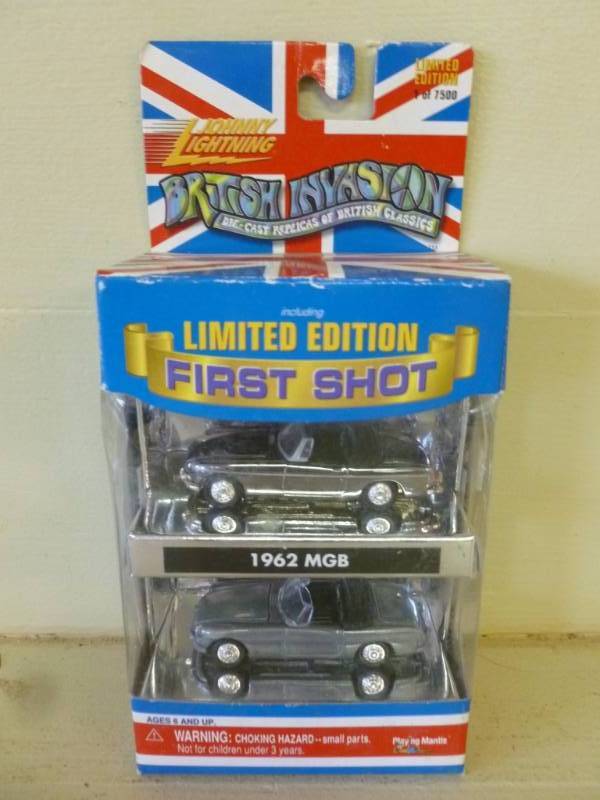 LIMITED
EDITION
1 of 7500
JOHNNY
LIGHTNING
BRITISH INVASION
DIE-CAST REPLICAS OF BRITISH CLASSICS
including
LIMITED EDITION
FIRST SHOT
1962 MGB
AGES 6 AND UP.
WARNING: CHOKING HAZARD--small parts.
Not for children under 3 years.
Playing Mantis